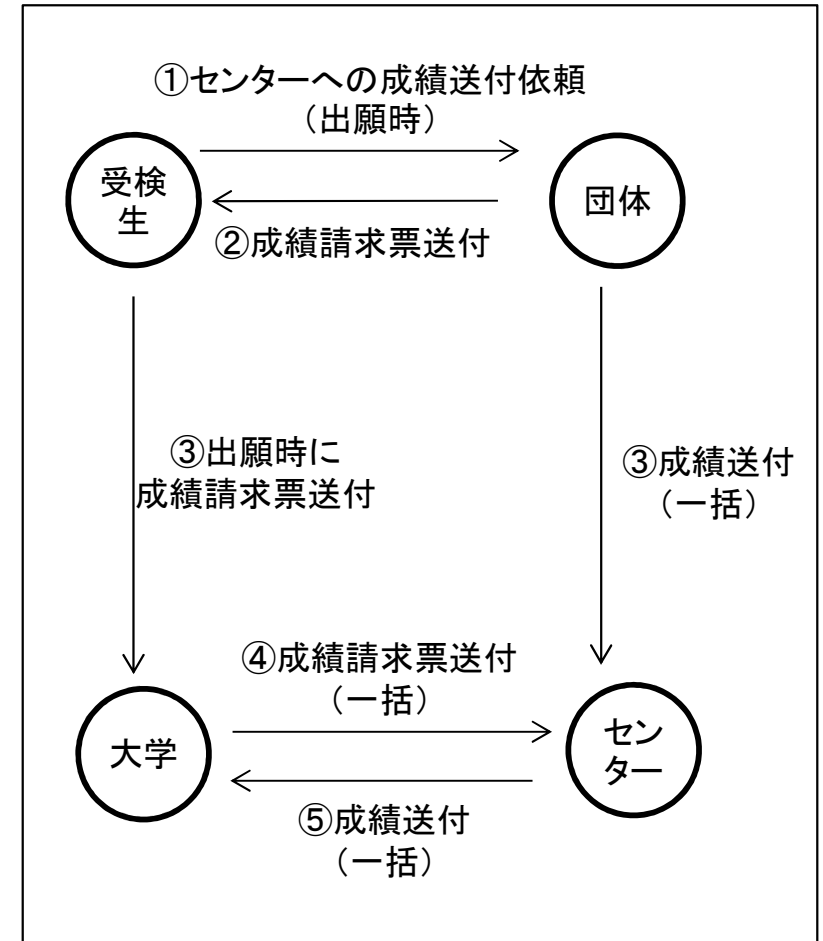 ①センターへの成績送付依頼
（出願時）
受検
生
団体
②成績請求票送付
③出願時に
成績請求票送付
③成績送付
（一括）
④成績請求票送付
（一括）
大学
セン
ター
⑤成績送付
（一括）